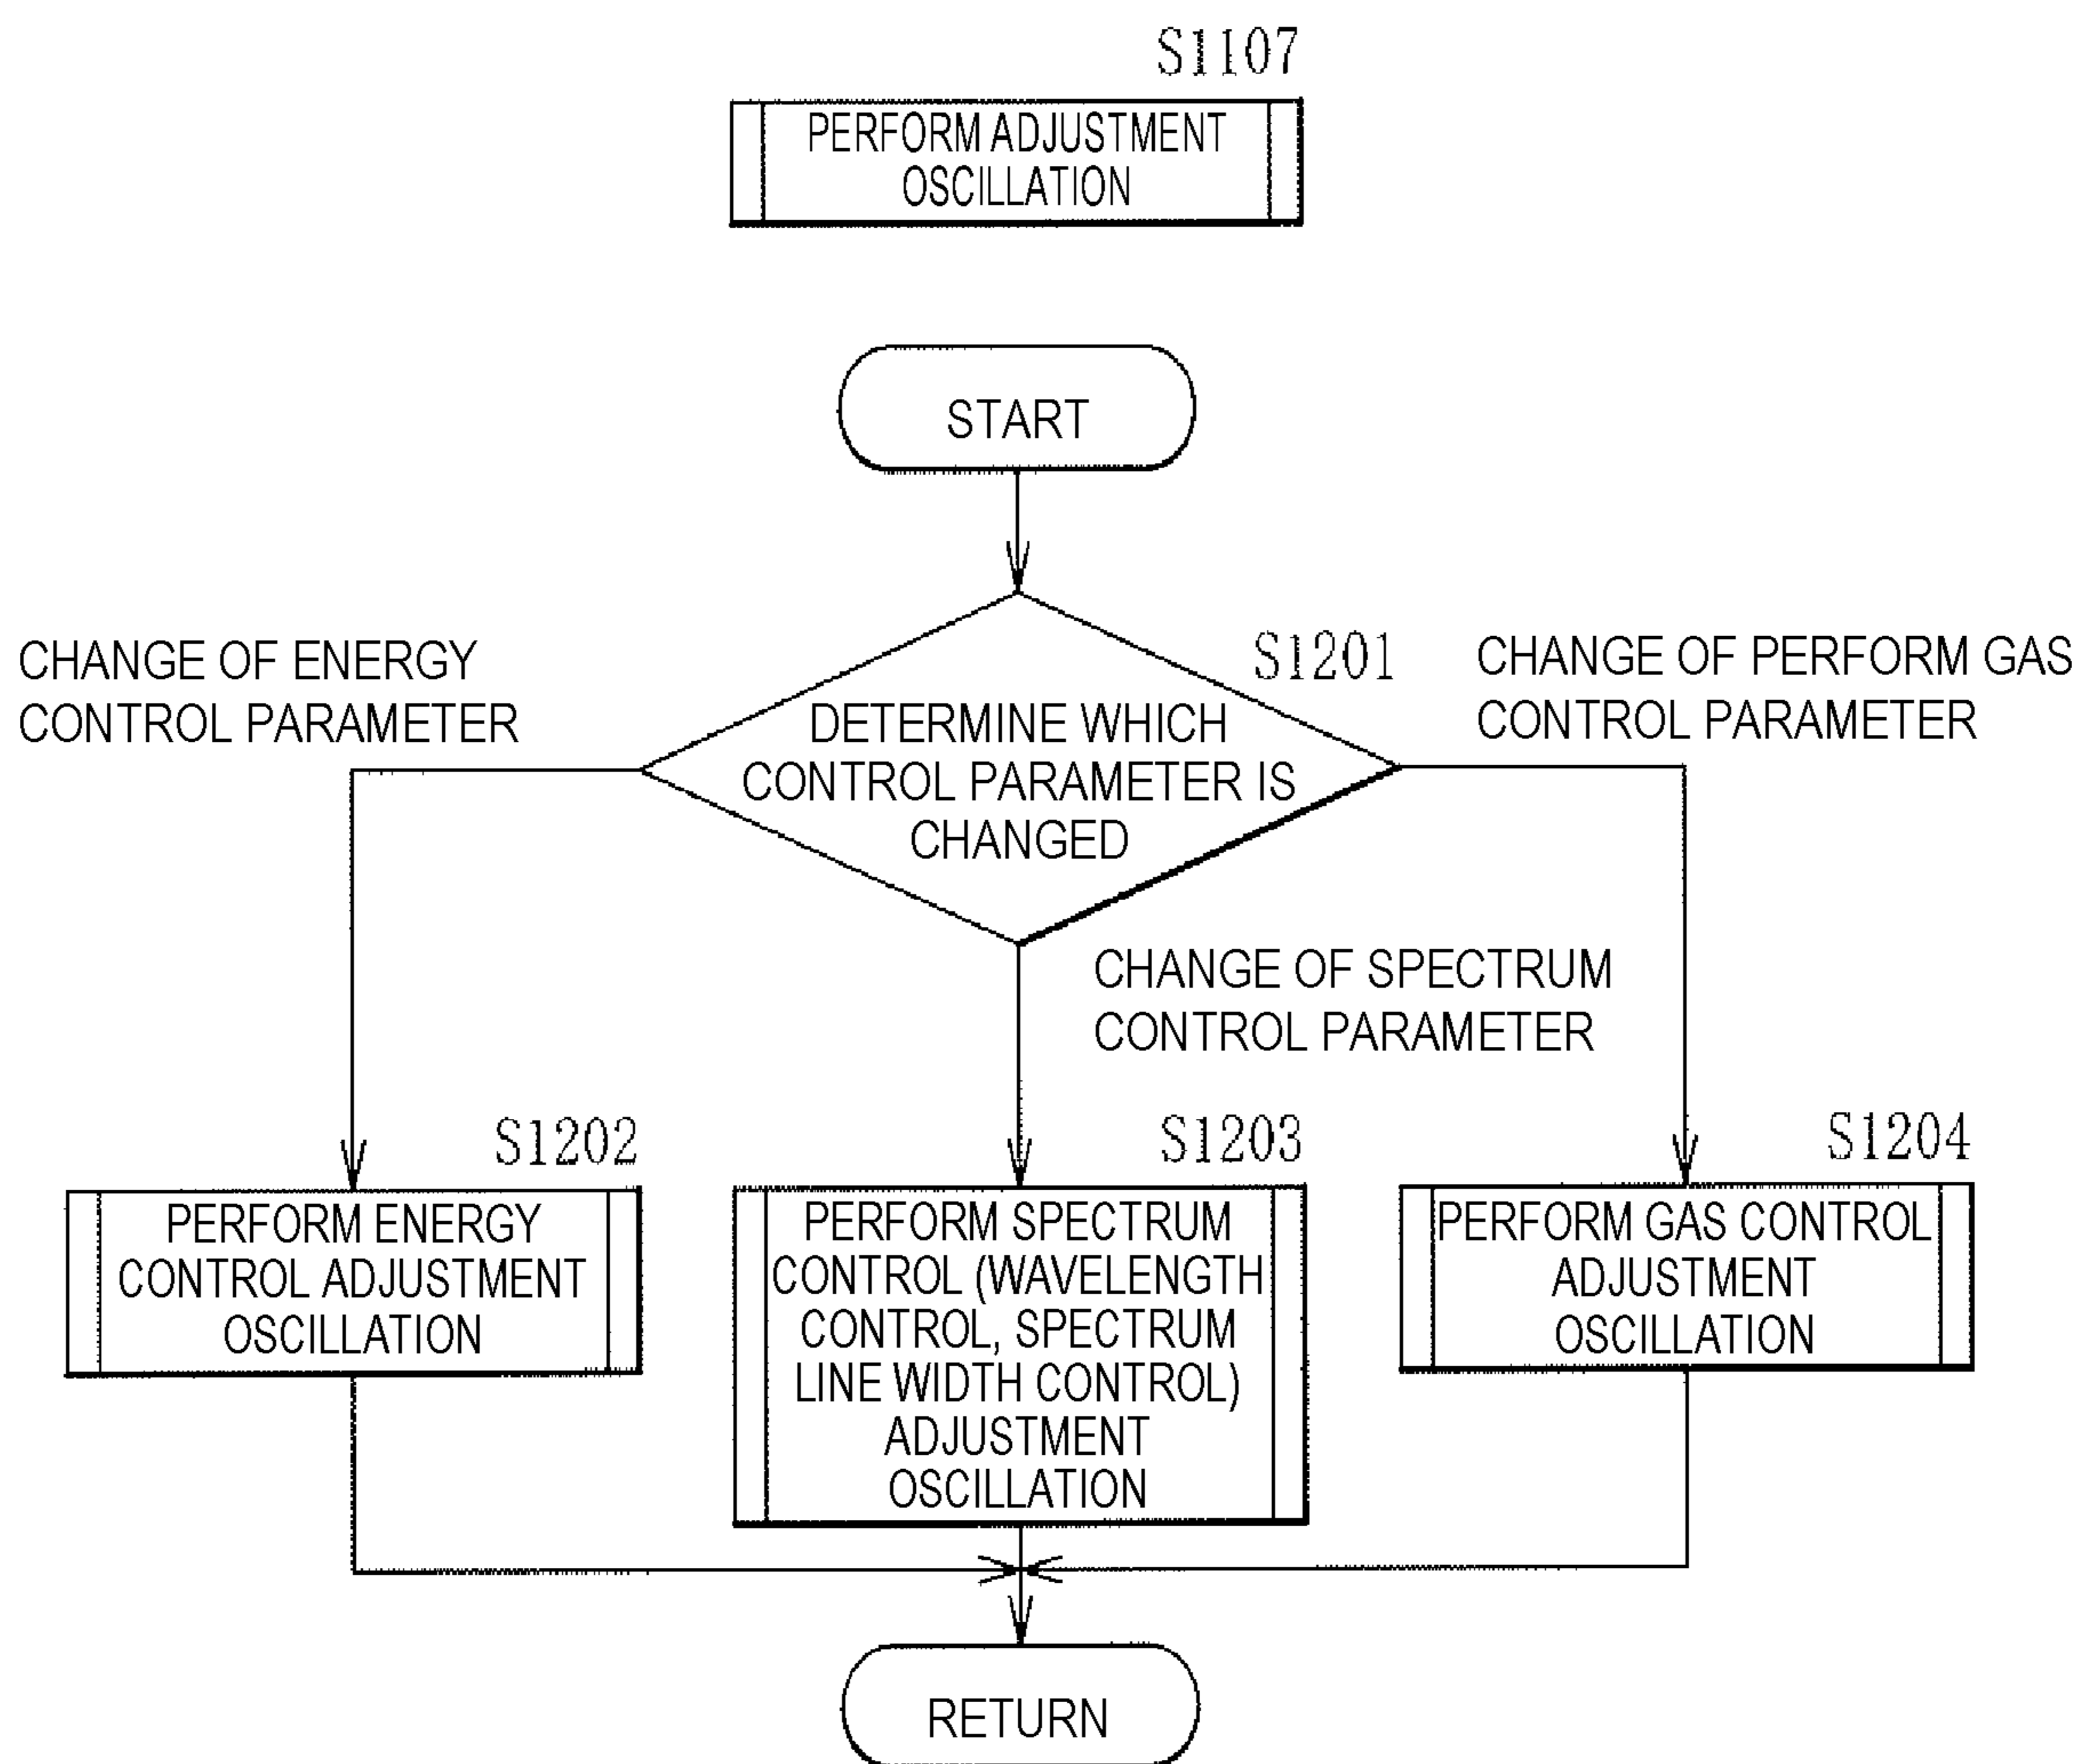 S1107
PERFORM ADJUSTMENT
OSCILLATION
START
CHANGE OF ENERGY
CONTROL PARAMETER
S1201
DETERMINE WHICH
CONTROL PARAMETER IS
CHANGED
CHANGE OF PERFORM GAS
CONTROL PARAMETER
CHANGE OF SPECTRUM
CONTROL PARAMETER
S1202
PERFORM ENERGY
CONTROL ADJUSTMENT
OSCILLATION
S1203
PERFORM SPECTRUM
CONTROL (WAVELENGTH
CONTROL, SPECTRUM
LINE WIDTH CONTROL)
ADJUSTMENT
OSCILLATION
S1204
PERFORM GAS CONTROL
ADJUSTMENT
OSCILLATION
RETURN